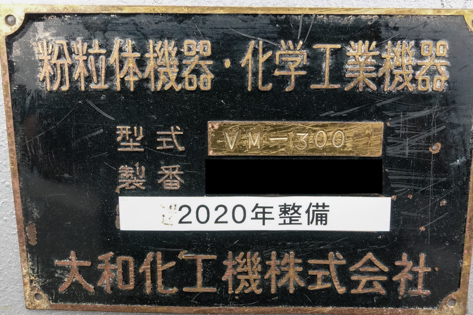 粉粒体機器・化学工業機器
型式 VM-300
製番
2020年整備
大和化工機株式会社